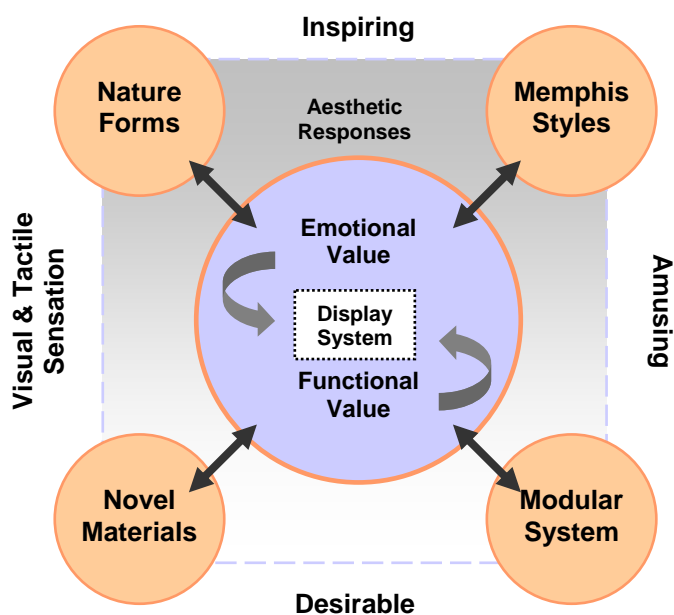 Inspiring
Nature
Forms
Memphis
Styles
Aesthetic
Responses
Emotional
Value
Visual & Tactile
Sensation
Display
System
Amusing
Functional
Value
Novel
Materials
Modular
System
Desirable